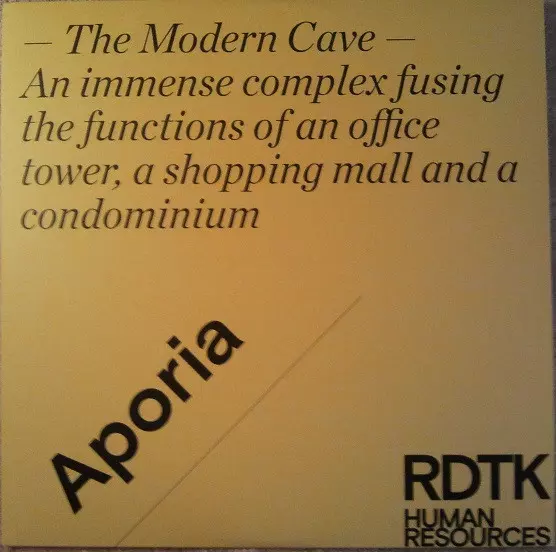 — The Modern Cave —
An immense complex fusing
the functions of an office
tower, a shopping mall and a
condominium
Aporia
RDTK
HUMAN
RESOURCES